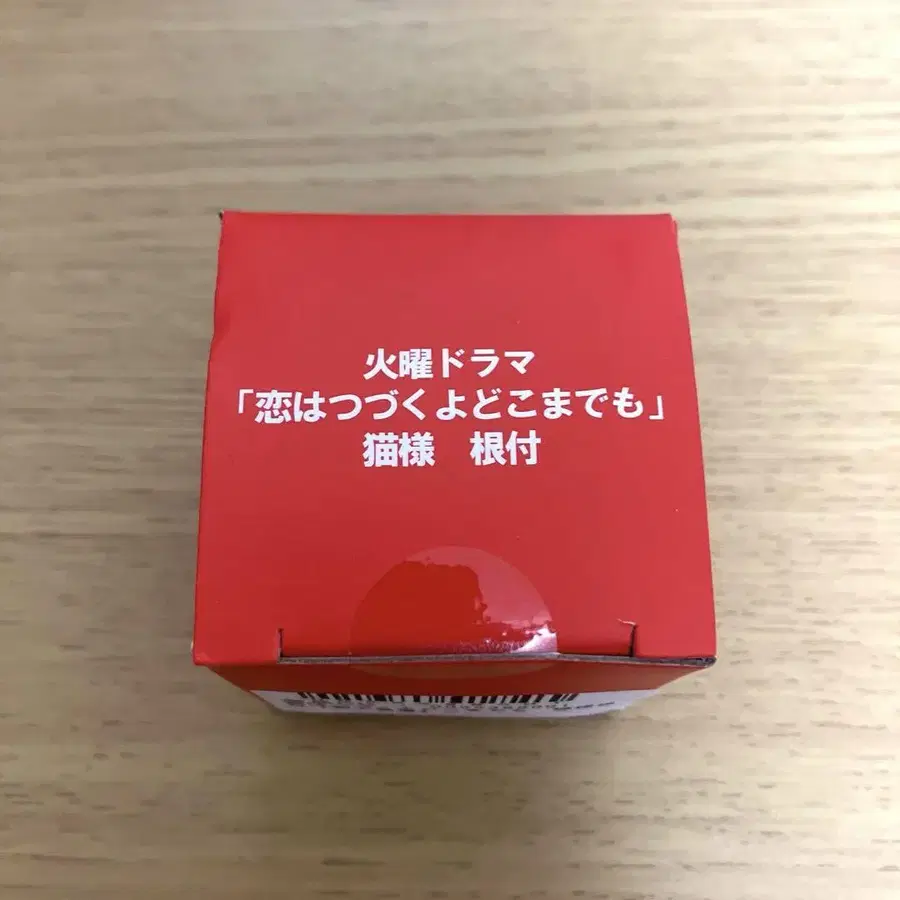 火曜ドラマ
「恋はつづくよどこまでも」
猫様　根付